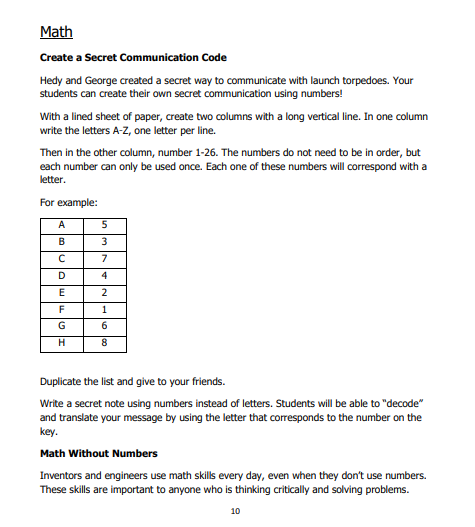 Math
Create a Secret Communication Code
Hedy and George created a secret way to communicate with launch torpedoes. Your
students can create their own secret communication using numbers!
With a lined sheet of paper, create two columns with a long vertical line. In one column
write the letters A-Z, one letter per line.
Then in the other column, number 1-26. The numbers do not need to be in order, but
each number can only be used once. Each one of these numbers will correspond with a
letter.
For example:
A 5
B 3
C 7
D 4
E 2
F 1
G 6
H 8
Duplicate the list and give to your friends.
Write a secret note using numbers instead of letters. Students will be able to “decode”
and translate your message by using the letter that corresponds to the number on the
key.
Math Without Numbers
Inventors and engineers use math skills every day, even when they don’t use numbers.
These skills are important to anyone who is thinking critically and solving problems.
10